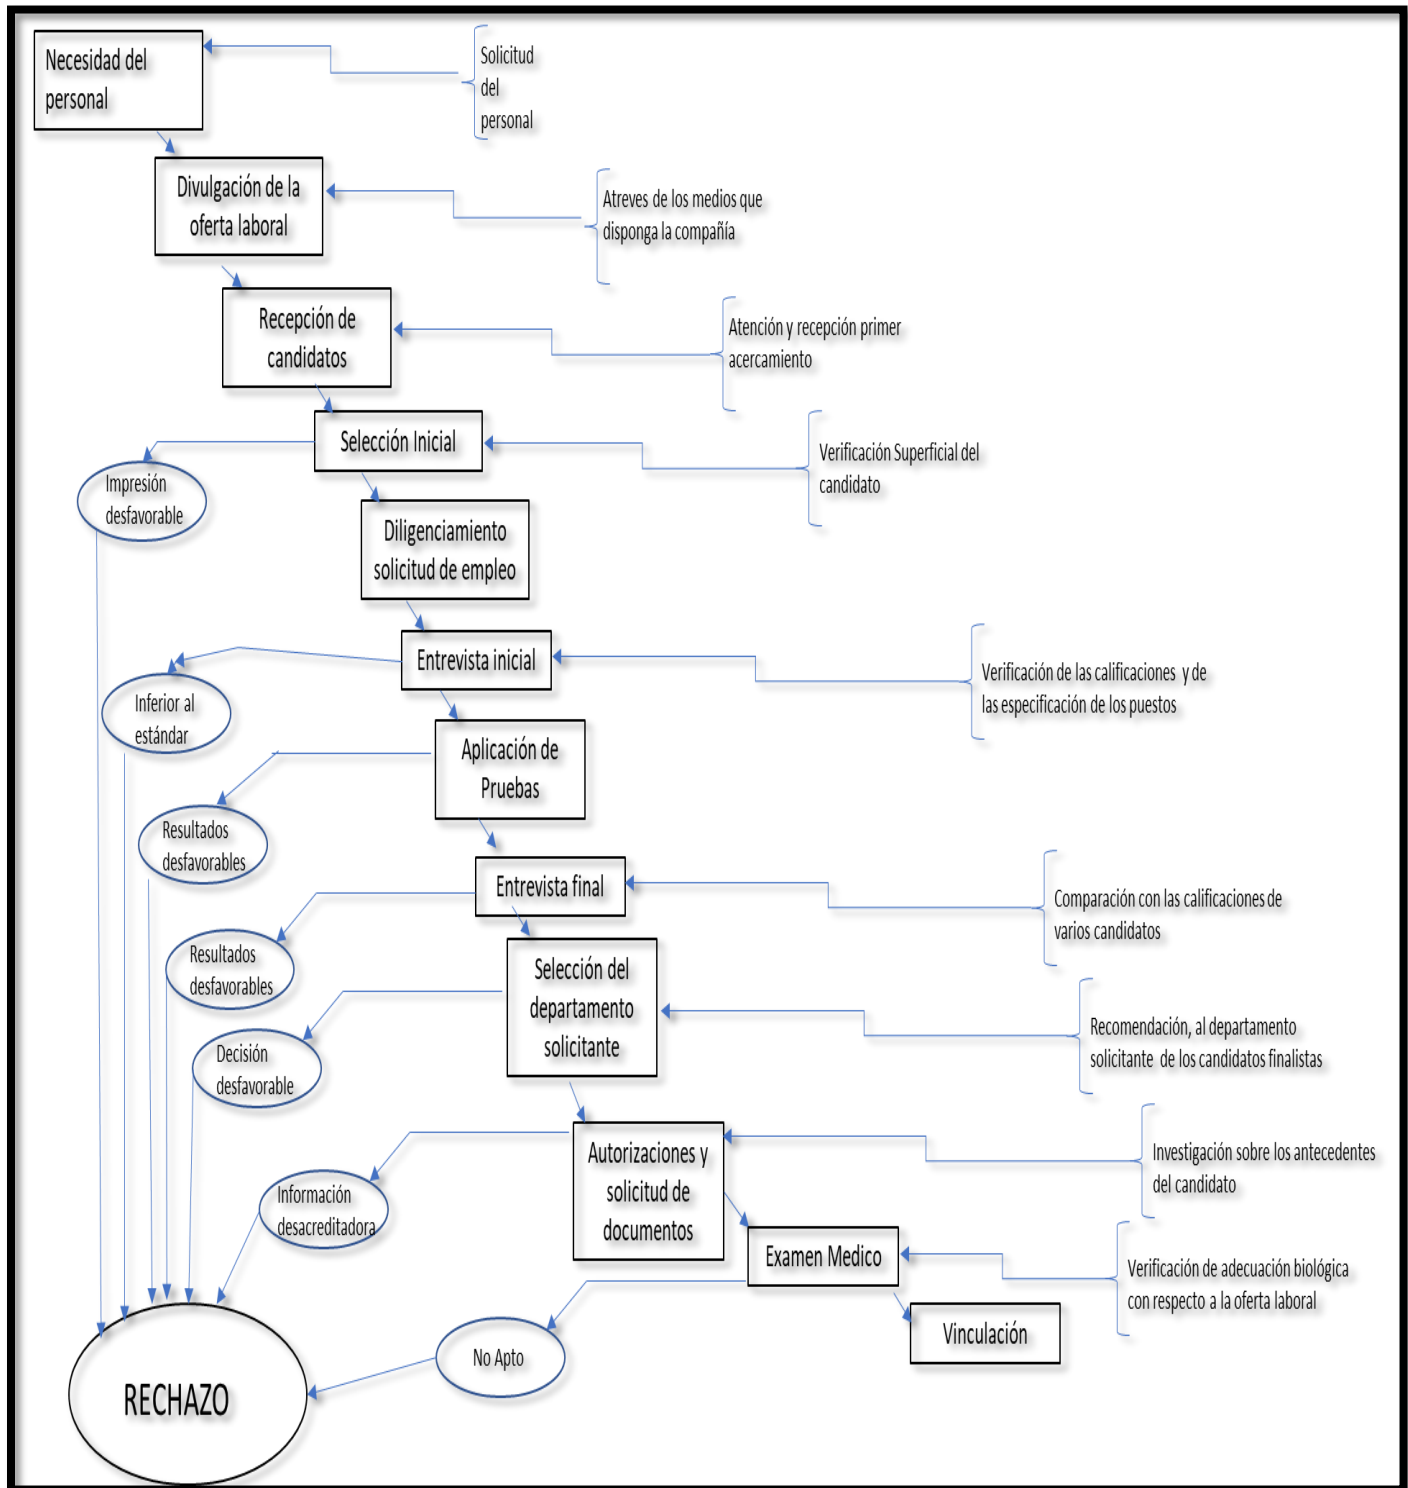 Necesidad del
personal
Solicitud
del
personal
Divulgación de la
oferta laboral
Atreves de los medios que
disponga la compañía
Recepción de
candidatos
Atención y recepción primer
acercamiento
Selección Inicial
Verificación Superficial del
candidato
Impresión
desfavorable
Diligenciamiento
solicitud de empleo
Entrevista inicial
Verificación de las calificaciones y de
las especificación de los puestos
Inferior al
estándar
Aplicación de
Pruebas
Resultados
desfavorables
Entrevista final
Comparación con las calificaciones de
varios candidatos
Resultados
desfavorables
Selección del
departamento
solicitante
Recomendación, al departamento
solicitante de los candidatos finalistas
Decisión
desfavorable
Autorizaciones y
solicitud de
documentos
Investigación sobre los antecedentes
del candidato
Información
desacreditadora
Examen Medico
Verificación de adecuación biológica
con respecto a la oferta laboral
Vinculación
No Apto
RECHAZO